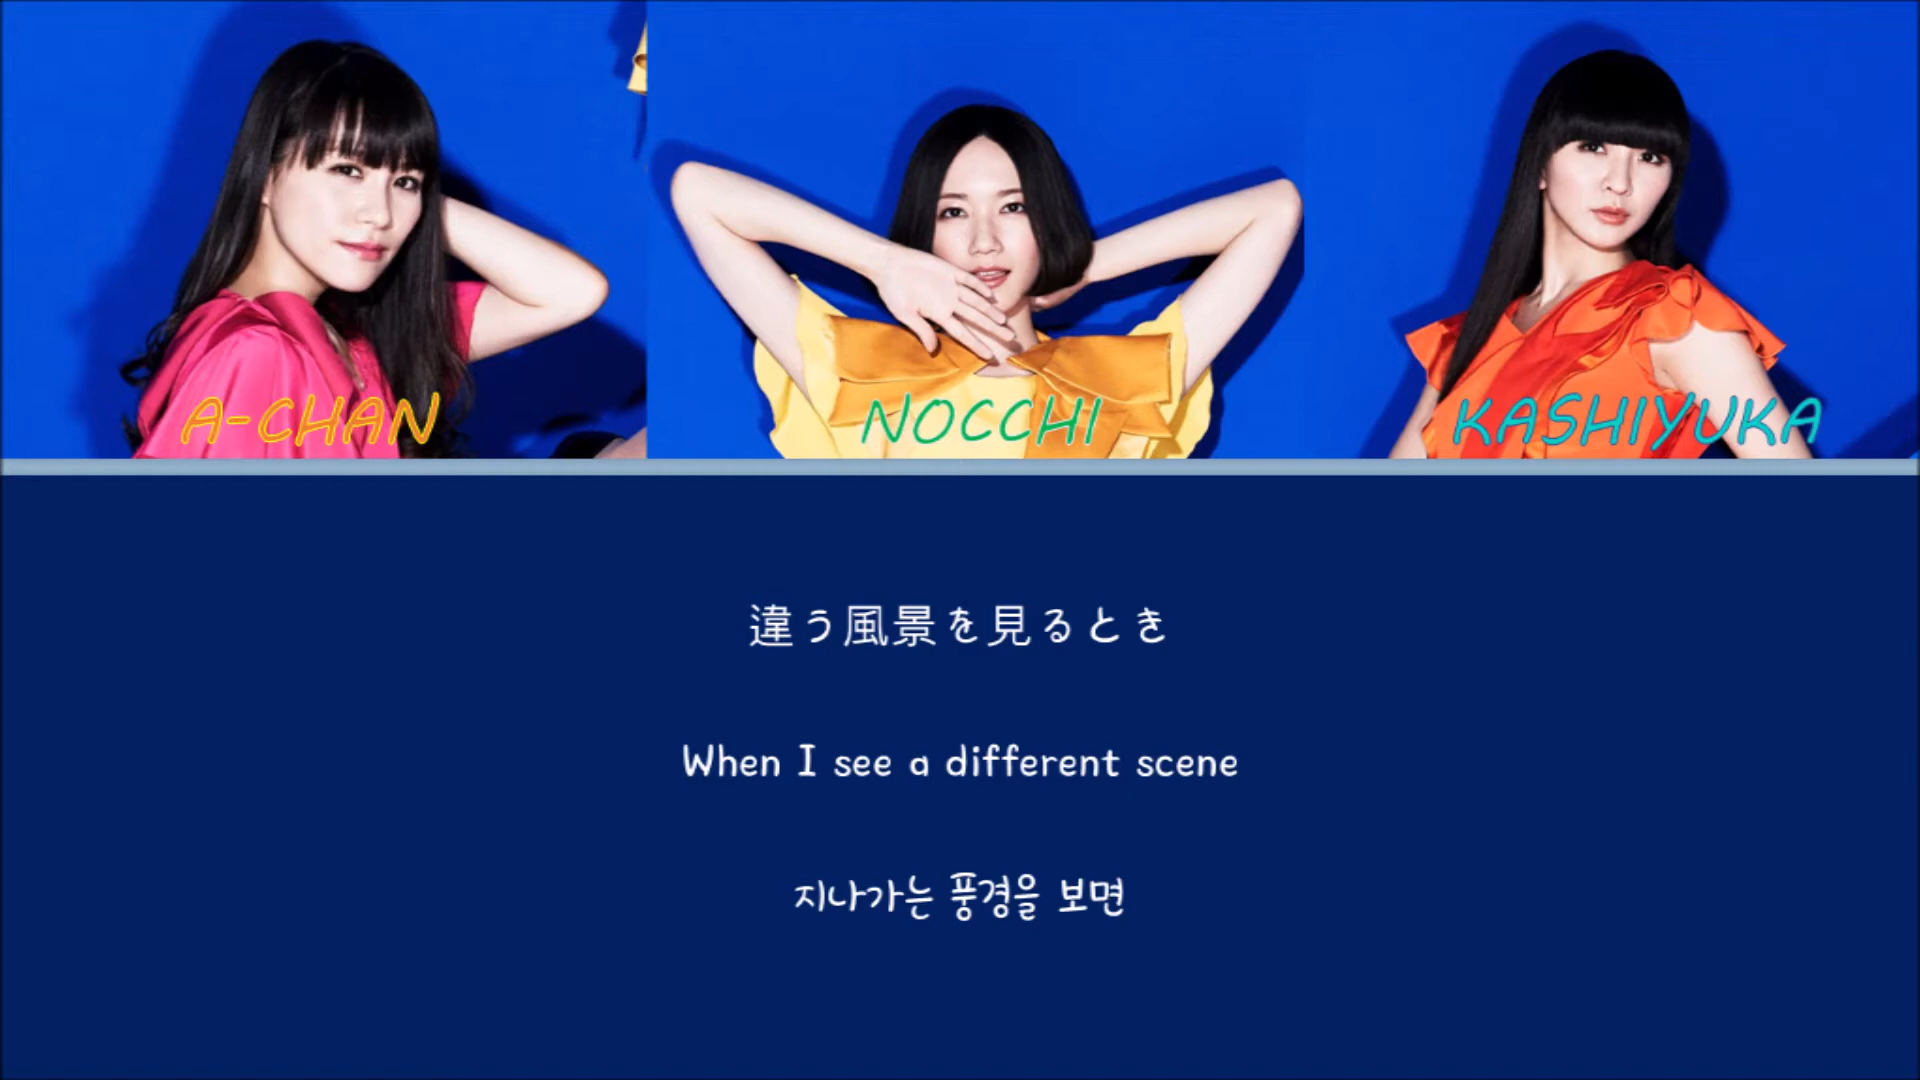 A-CHAN
NOCCHI
KASHIYUKA
違う風景を見るとき
When I see a different scene
지나가는 풍경을 보면